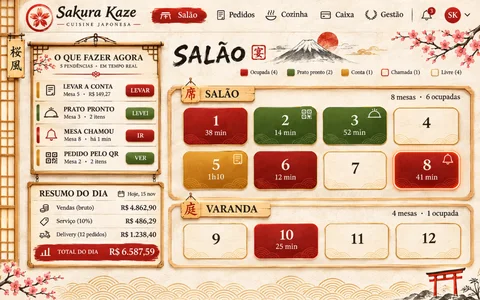 Sakura Kaze
CUISINE JAPONESA
Salão
Pedidos
Cozinha
Caixa
Gestão
3
SK
桜風
O QUE FAZER AGORA
5 PENDÊNCIAS • EM TEMPO REAL
LEVAR A CONTA
Mesa 5 • R$ 149,27
LEVAR
PRATO PRONTO
Mesa 3 • 2 itens
LEVEI
MESA CHAMOU
Mesa 8 • há 1 min
IR
PEDIDO PELO QR
Mesa 2 • 2 itens
VER
RESUMO DO DIA
Hoje, 15 nov
Vendas (bruto) R$ 4.862,90
Serviço (10%) R$ 486,29
Delivery (12 pedidos) R$ 1.238,40
TOTAL DO DIA R$ 6.587,59
SALÃO
Ocupada (4)
Prato pronto (2)
Conta (1)
Chamada (1)
Livre (4)
席
SALÃO
8 mesas • 6 ocupadas
1
38 min
2
14 min
3
52 min
4
5
1h10
6
12 min
7
8
41 min
庭
VARANDA
4 mesas • 1 ocupada
9
10
25 min
11
12